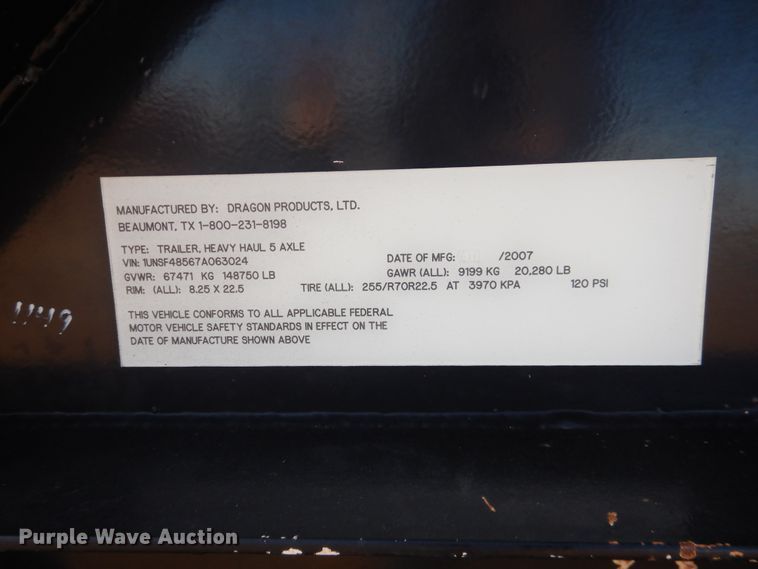 MANUFACTURED BY: DRAGON PRODUCTS, LTD.
BEAUMONT, TX 1-800-231-8198
TYPE: TRAILER, HEAVY HAUL 5 AXLE
VIN: 1UNSF48567A063024
DATE OF MFG: /2007
GVWR: 67471 KG 148750 LB
GAWR (ALL): 9199 KG 20,280 LB
RIM: (ALL): 8.25 X 22.5
TIRE (ALL): 255/R70R22.5 AT 3970 KPA 120 PSI
THIS VEHICLE CONFORMS TO ALL APPLICABLE FEDERAL
MOTOR VEHICLE SAFETY STANDARDS IN EFFECT ON THE
DATE OF MANUFACTURE SHOWN ABOVE
Purple Wave Auction